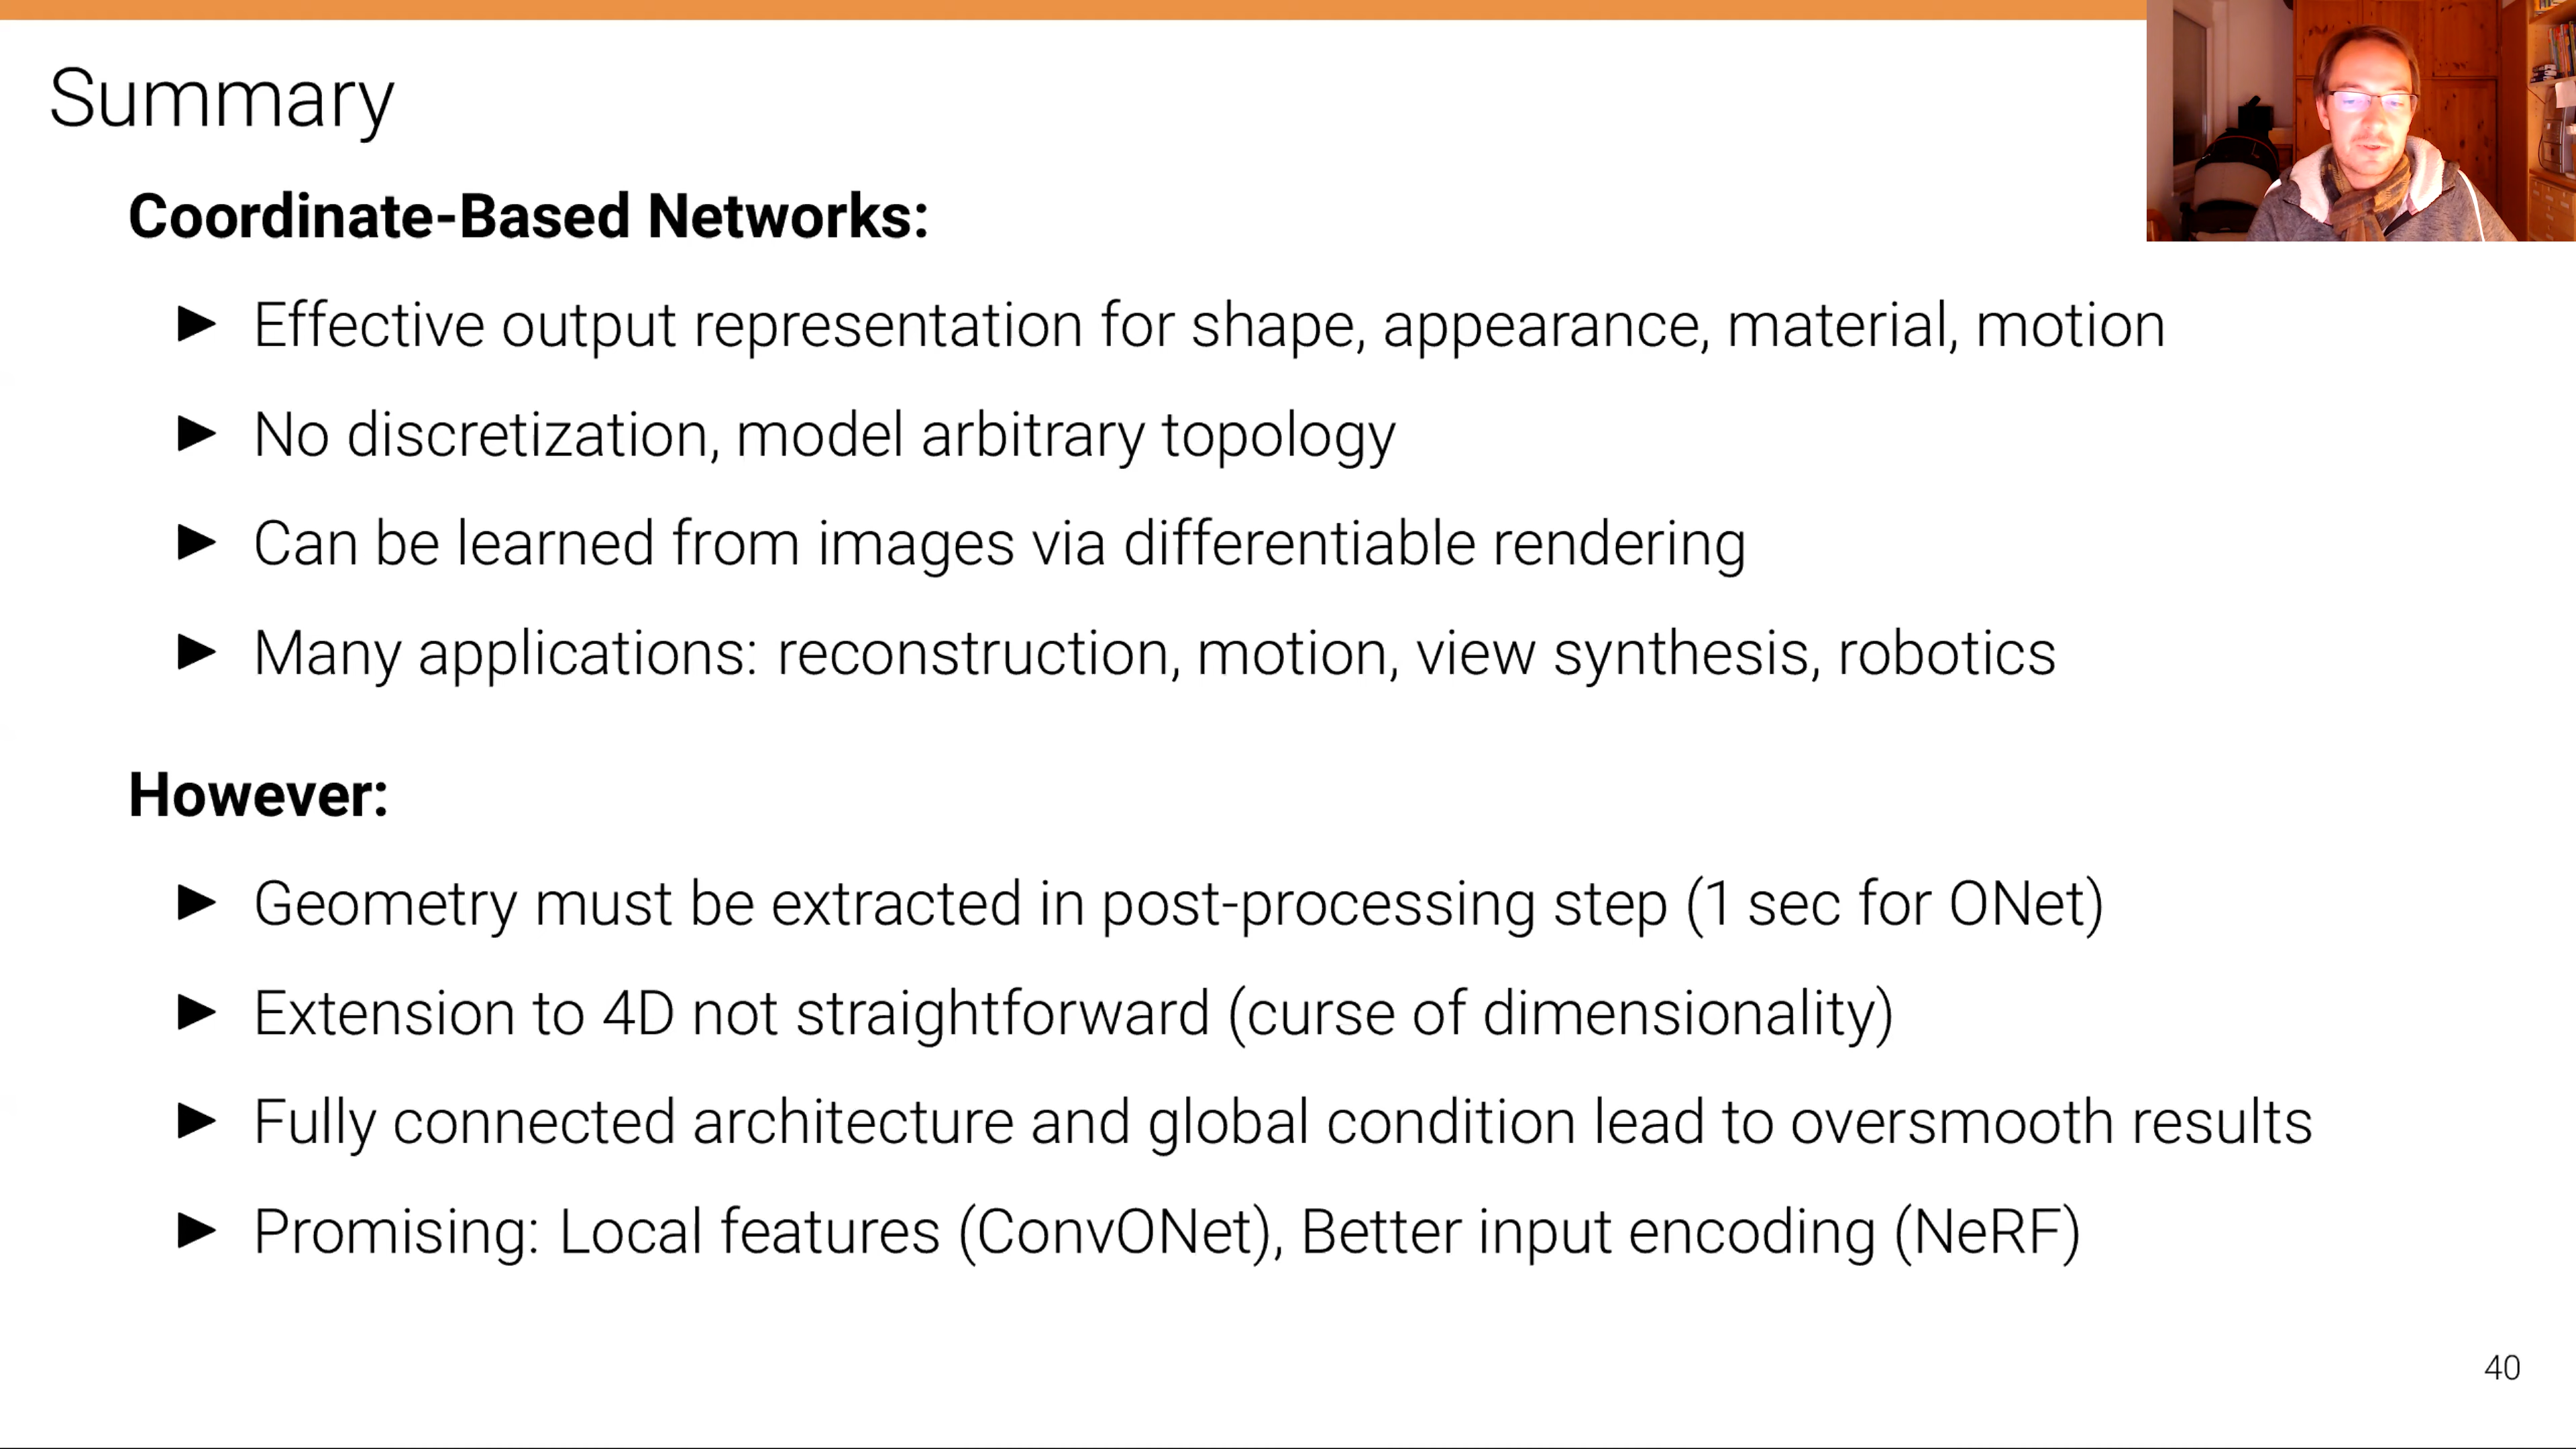 Summary
Coordinate-Based Networks:
► Effective output representation for shape, appearance, material, motion
► No discretization, model arbitrary topology
► Can be learned from images via differentiable rendering
► Many applications: reconstruction, motion, view synthesis, robotics
However:
► Geometry must be extracted in post-processing step (1 sec for ONet)
► Extension to 4D not straightforward (curse of dimensionality)
► Fully connected architecture and global condition lead to oversmooth results
► Promising: Local features (ConvONet), Better input encoding (NeRF)
40